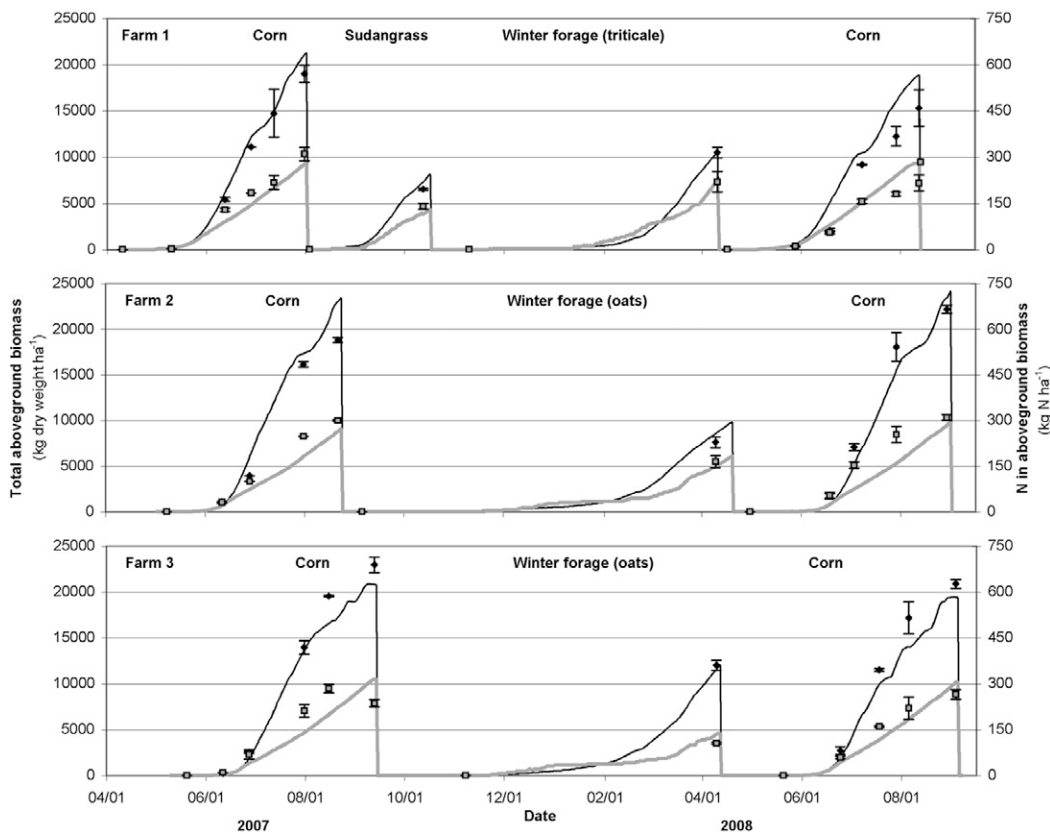 25000 750
Farm 1 Corn Sudangrass Winter forage (triticale) Corn
20000 600
15000 450
10000 300
5000 150
0 0
25000 750
Farm 2 Corn Winter forage (oats) Corn
20000 600
15000 450
10000 300
5000 150
0 0
Total aboveground biomass
(kg dry weight ha⁻¹)
N in aboveground biomass
(kg N ha⁻¹)
25000 750
Farm 3 Corn Winter forage (oats) Corn
20000 600
15000 450
10000 300
5000 150
0 0
04/01 06/01 08/01 10/01 12/01 02/01 04/01 06/01 08/01
Date
2007 2008